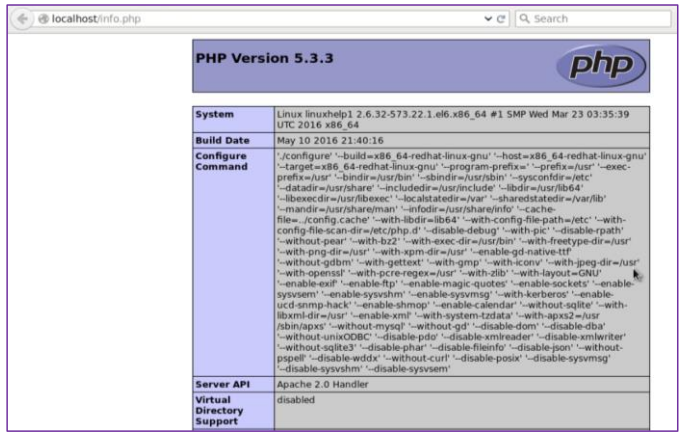 localhost/info.php
Search
PHP Version 5.3.3
php
System
Linux linuxhelp1 2.6.32-573.22.1.el6.x86_64 #1 SMP Wed Mar 23 03:35:39
UTC 2016 x86_64
Build Date
May 10 2016 21:40:16
Configure
Command
'./configure' '--build=x86_64-redhat-linux-gnu' '--host=x86_64-redhat-linux-gnu'
'--target=x86_64-redhat-linux-gnu' '--program-prefix=' '--prefix=/usr' '--exec-
prefix=/usr' '--bindir=/usr/bin' '--sbindir=/usr/sbin' '--sysconfdir=/etc'
'--datadir=/usr/share' '--includedir=/usr/include' '--libdir=/usr/lib64'
'--libexecdir=/usr/libexec' '--localstatedir=/var' '--sharedstatedir=/var/lib'
'--mandir=/usr/share/man' '--infodir=/usr/share/info' '--cache-
file=../config.cache' '--with-libdir=lib64' '--with-config-file-path=/etc' '--with-
config-file-scan-dir=/etc/php.d' '--disable-debug' '--with-pic' '--disable-rpath'
'--without-pear' '--with-bz2' '--with-exec-dir=/usr/bin' '--with-freetype-dir=/usr'
'--with-png-dir=/usr' '--with-xpm-dir=/usr' '--enable-gd-native-ttf'
'--without-gdbm' '--with-gettext' '--with-gmp' '--with-iconv' '--with-jpeg-dir=/usr'
'--with-openssl' '--with-pcre-regex=/usr' '--with-zlib' '--with-layout=GNU'
'--enable-exif' '--enable-ftp' '--enable-magic-quotes' '--enable-sockets' '--enable-
sysvsem' '--enable-sysvshm' '--enable-sysvmsg' '--with-kerberos' '--enable-
ucd-snmp-hack' '--enable-shmop' '--enable-calendar' '--without-sqlite' '--with-
libxml-dir=/usr' '--enable-xml' '--with-system-tzdata' '--with-apxs2=/usr
/sbin/apxs' '--without-mysql' '--without-gd' '--disable-dom' '--disable-dba'
'--without-unixODBC' '--disable-pdo' '--disable-xmlreader' '--disable-xmlwriter'
'--without-sqlite3' '--disable-phar' '--disable-fileinfo' '--disable-json' '--without-
pspell' '--disable-wddx' '--without-curl' '--disable-posix' '--disable-sysvmsg'
'--disable-sysvshm' '--disable-sysvsem'
Server API
Apache 2.0 Handler
Virtual
Directory
Support
disabled